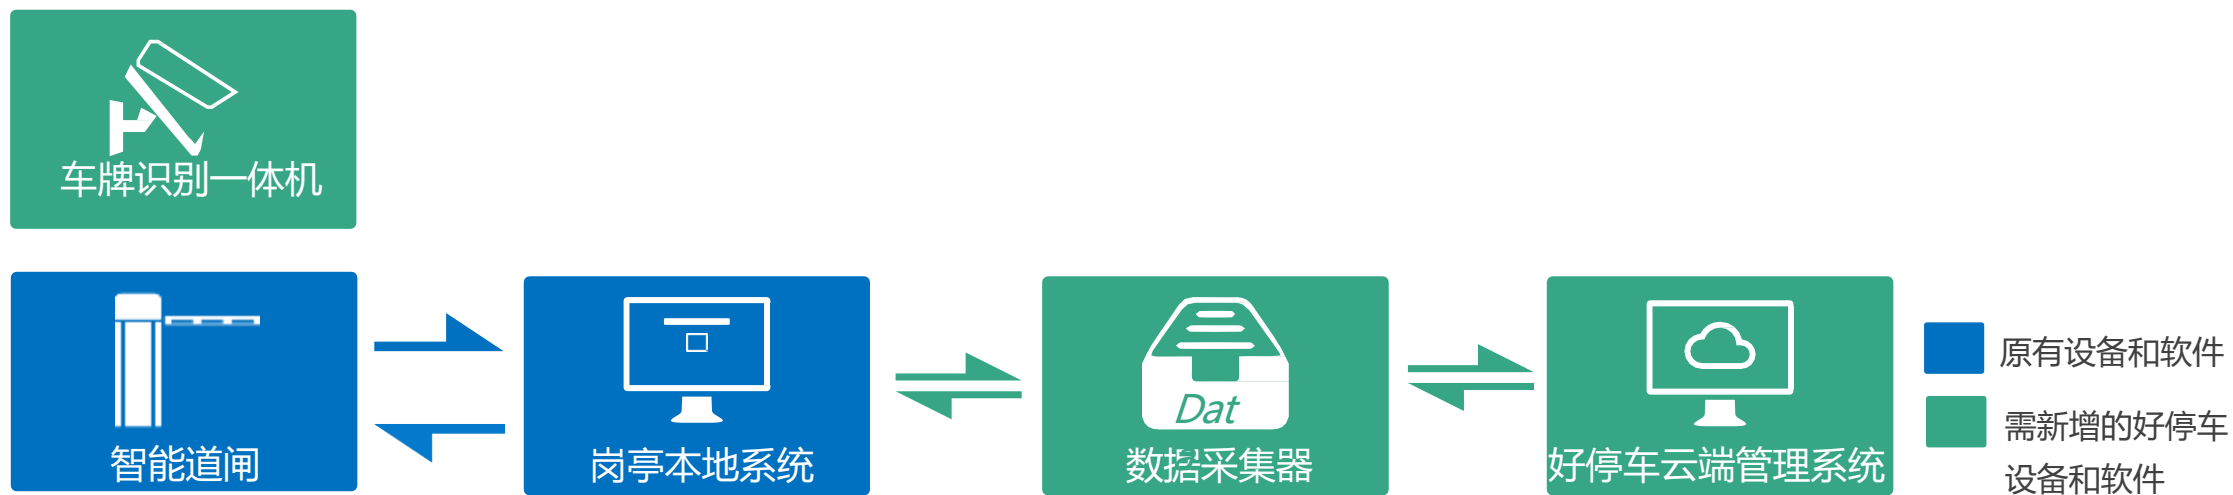 车牌识别一体机
智能道闸
岗亭本地系统
Dat
数据采集器
好停车云端管理系统
原有设备和软件
需新增的好停车
设备和软件